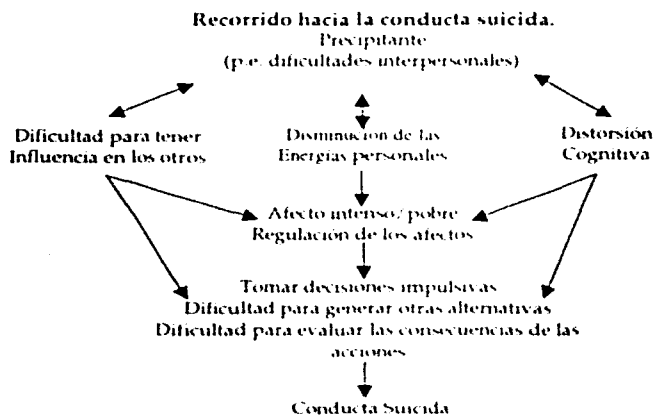 Recorrido hacia la conducta suicida.
Precipitante
(p.e. dificultades interpersonales)
Dificultad para tener
Influencia en los otros
Disminución de las
Energías personales
Distorsión
Cognitiva
Afecto intenso/ pobre
Regulación de los afectos
Tomar decisiones impulsivas
Dificultad para generar otras alternativas
Dificultad para evaluar las consecuencias de las
acciones
Conducta Suicida